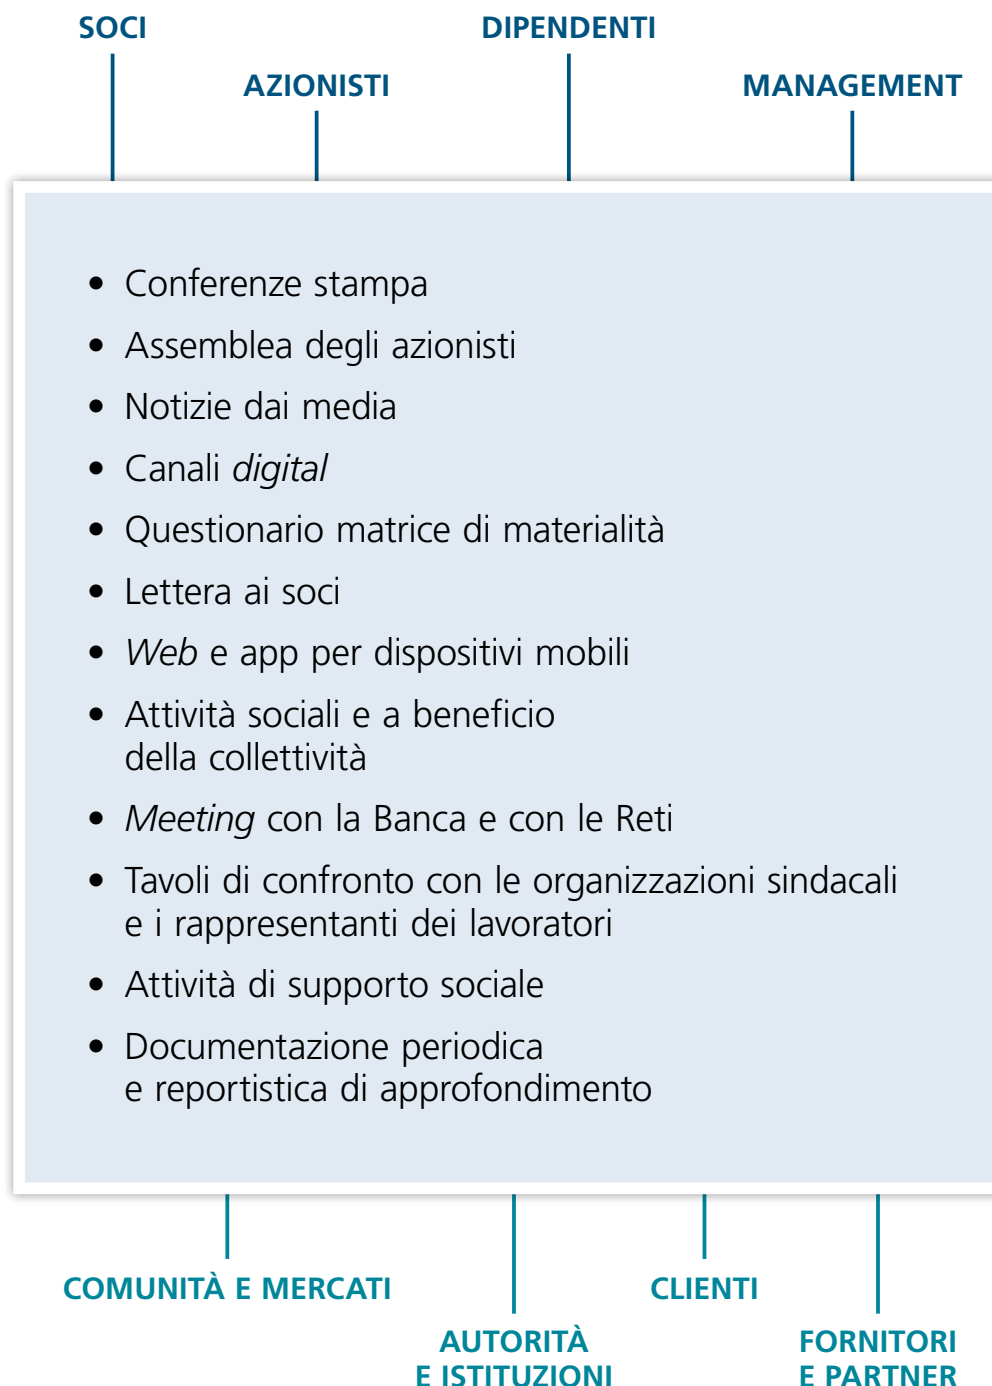 SOCI
DIPENDENTI
AZIONISTI
MANAGEMENT
• Conferenze stampa
• Assemblea degli azionisti
• Notizie dai media
• Canali digital
• Questionario matrice di materialità
• Lettera ai soci
• Web e app per dispositivi mobili
• Attività sociali e a beneficio
della collettività
• Meeting con la Banca e con le Reti
• Tavoli di confronto con le organizzazioni sindacali
e i rappresentanti dei lavoratori
• Attività di supporto sociale
• Documentazione periodica
e reportistica di approfondimento
COMUNITÀ E MERCATI
CLIENTI
AUTORITÀ
E ISTITUZIONI
FORNITORI
E PARTNER